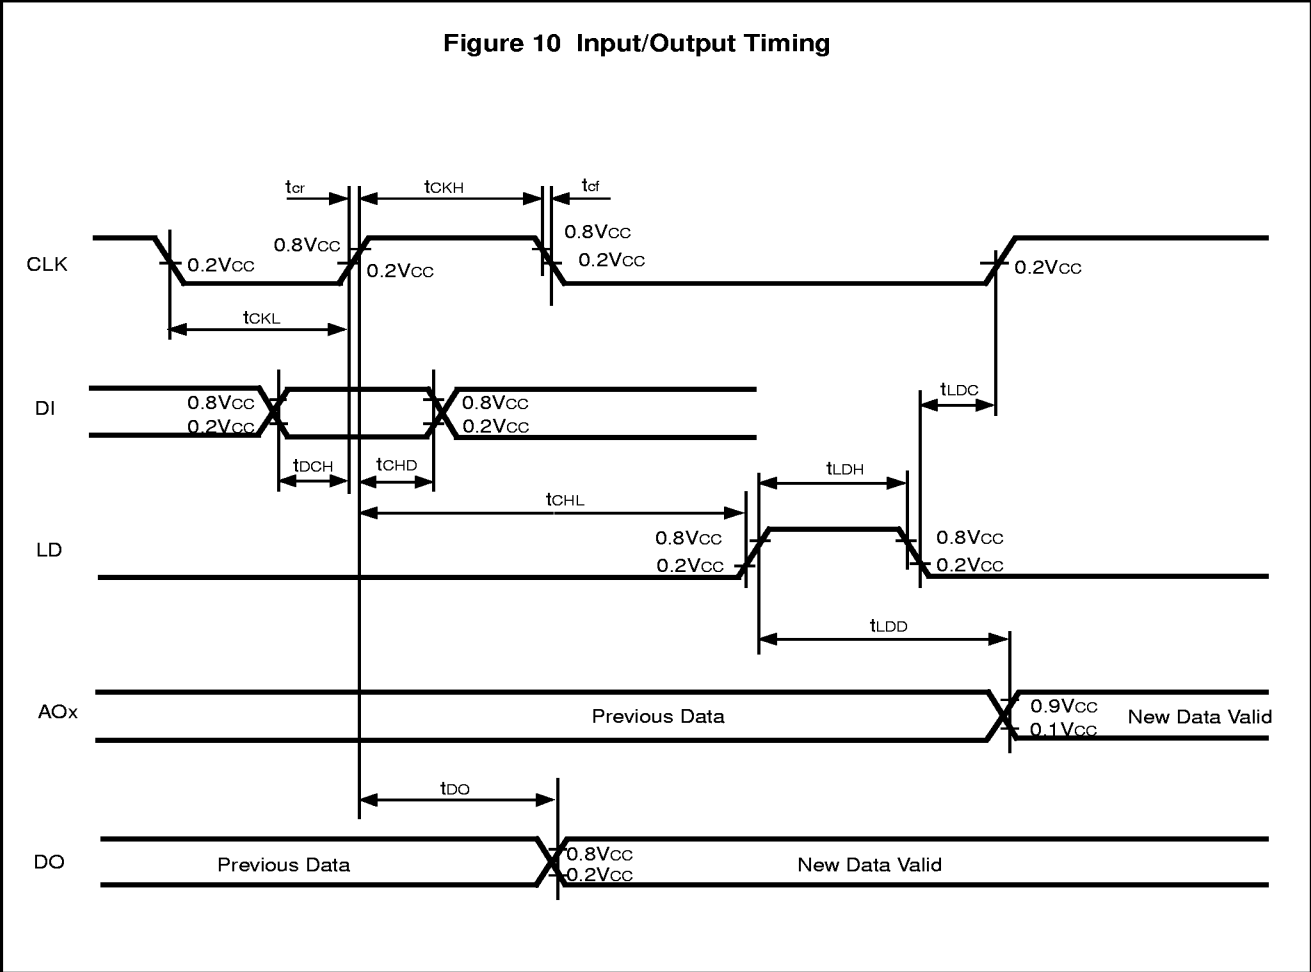 Figure 10 Input/Output Timing
tcr
tCKH
tcf
0.8VCC
0.8VCC
CLK
0.2VCC
0.2VCC
0.2VCC
0.2VCC
tCKL
tLDC
DI
0.8VCC
0.8VCC
0.2VCC
0.2VCC
tDCH
tCHD
tLDH
tCHL
LD
0.8VCC
0.8VCC
0.2VCC
0.2VCC
tLDD
AOx
Previous Data
0.9VCC
New Data Valid
0.1VCC
tDO
DO
Previous Data
0.8VCC
New Data Valid
0.2VCC